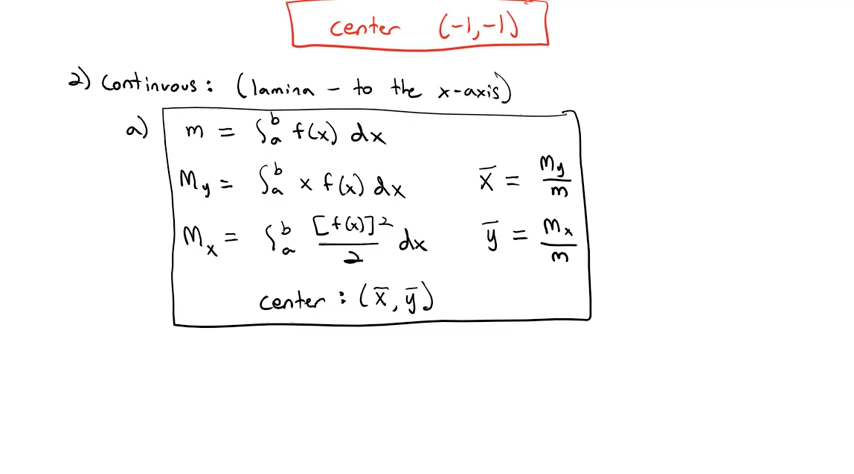 center (-1,-1)
2) Continuous: (lamina - to the x-axis)
a) m = ∫ₐᵇ f(x) dx
My = ∫ₐᵇ x f(x) dx x̄ = My/m
Mx = ∫ₐᵇ [f(x)]²/2 dx ȳ = Mx/m
center: (x̄, ȳ)